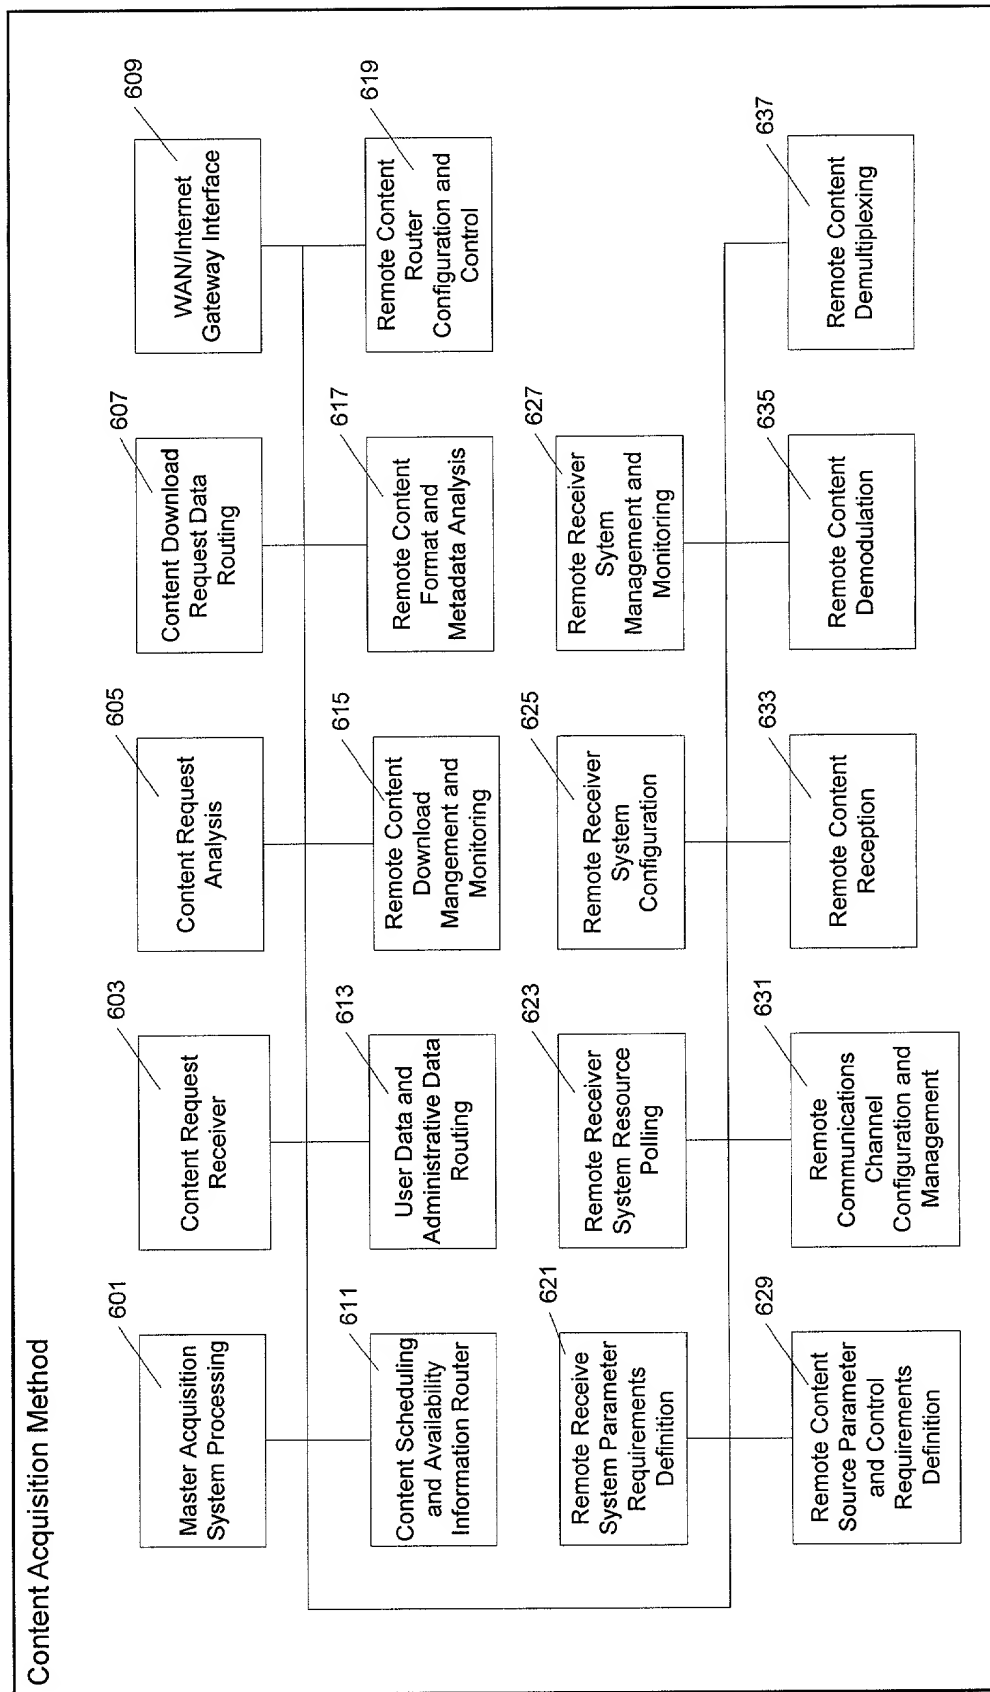 Content Acquisition Method
601
Master Acquisition
System Processing
603
Content Request
Receiver
605
Content Request
Analysis
607
Content Download
Request Data
Routing
609
WAN/Internet
Gateway Interface
611
Content Scheduling
and Availability
Information Router
613
User Data and
Administrative Data
Routing
615
Remote Content
Download
Mangement and
Monitoring
617
Remote Content
Format and
Metadata Analysis
619
Remote Content
Router
Configuration and
Control
621
Remote Receive
System Parameter
Requirements
Definition
623
Remote Receiver
System Resource
Polling
625
Remote Receiver
System
Configuration
627
Remote Receiver
Sytem
Management and
Monitoring
629
Remote Content
Source Parameter
and Control
Requirements
Definition
631
Remote
Communications
Channel
Configuration and
Management
633
Remote Content
Reception
635
Remote Content
Demodulation
637
Remote Content
Demultiplexing